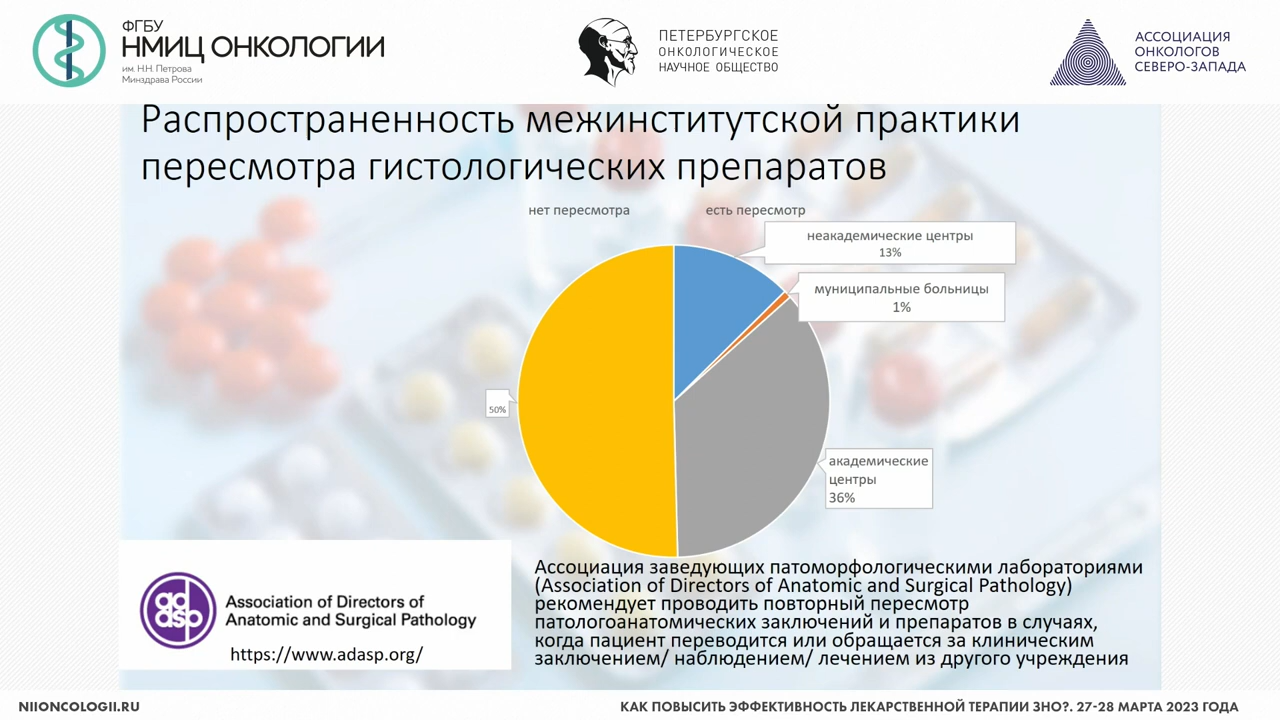 ФГБУ
НМИЦ ОНКОЛОГИИ
им. Н.Н. Петрова
Минздрава России
ПЕТЕРБУРГСКОЕ
ОНКОЛОГИЧЕСКОЕ
НАУЧНОЕ ОБЩЕСТВО
АССОЦИАЦИЯ
ОНКОЛОГОВ
СЕВЕРО-ЗАПАДА
Распространенность межинститутской практики
пересмотра гистологических препаратов
нет пересмотра
есть пересмотр
неакадемические центры
13%
муниципальные больницы
1%
50%
академические
центры
36%
Ассоциация заведующих патоморфологическими лабораториями
(Association of Directors of Anatomic and Surgical Pathology)
рекомендует проводить повторный пересмотр
патологоанатомических заключений и препаратов в случаях,
когда пациент переводится или обращается за клиническим
заключением/ наблюдением/ лечением из другого учреждения
ad
asp
Association of Directors of
Anatomic and Surgical Pathology
https://www.adasp.org/
NIIONCOLOGII.RU
КАК ПОВЫСИТЬ ЭФФЕКТИВНОСТЬ ЛЕКАРСТВЕННОЙ ТЕРАПИИ ЗНО?. 27-28 МАРТА 2023 ГОДА